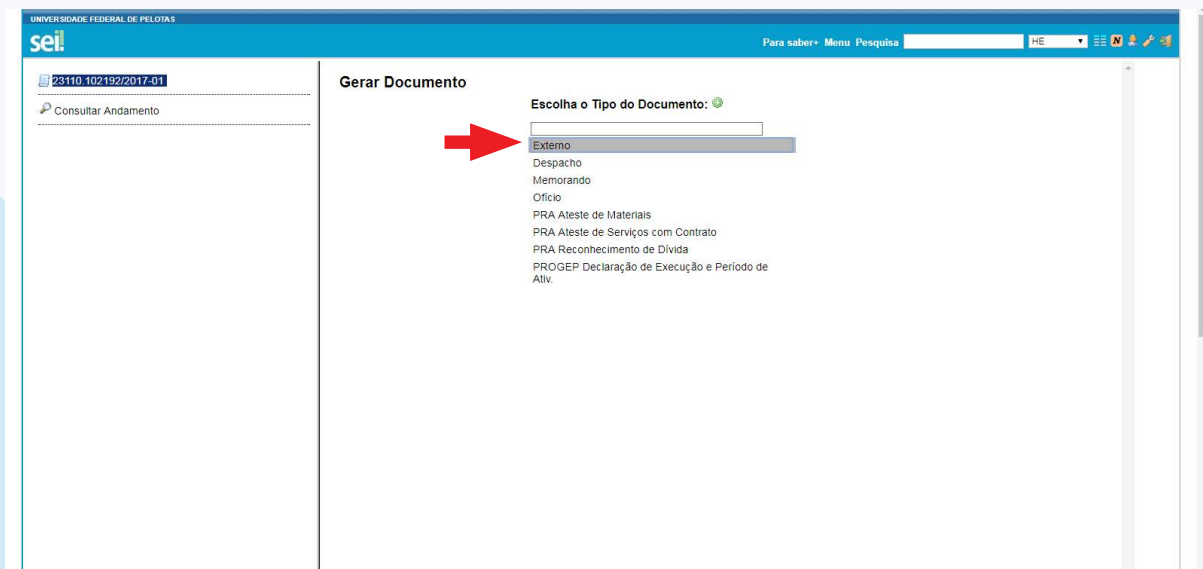 UNIVERSIDADE FEDERAL DE PELOTAS
sei!
Para saber+ Menu Pesquisa
HE
N
23110.102192/2017-01
Consultar Andamento
Gerar Documento
Escolha o Tipo do Documento:
Externo
Despacho
Memorando
Ofício
PRA Ateste de Materiais
PRA Ateste de Serviços com Contrato
PRA Reconhecimento de Dívida
PROGEP Declaração de Execução e Período de
Ativ.